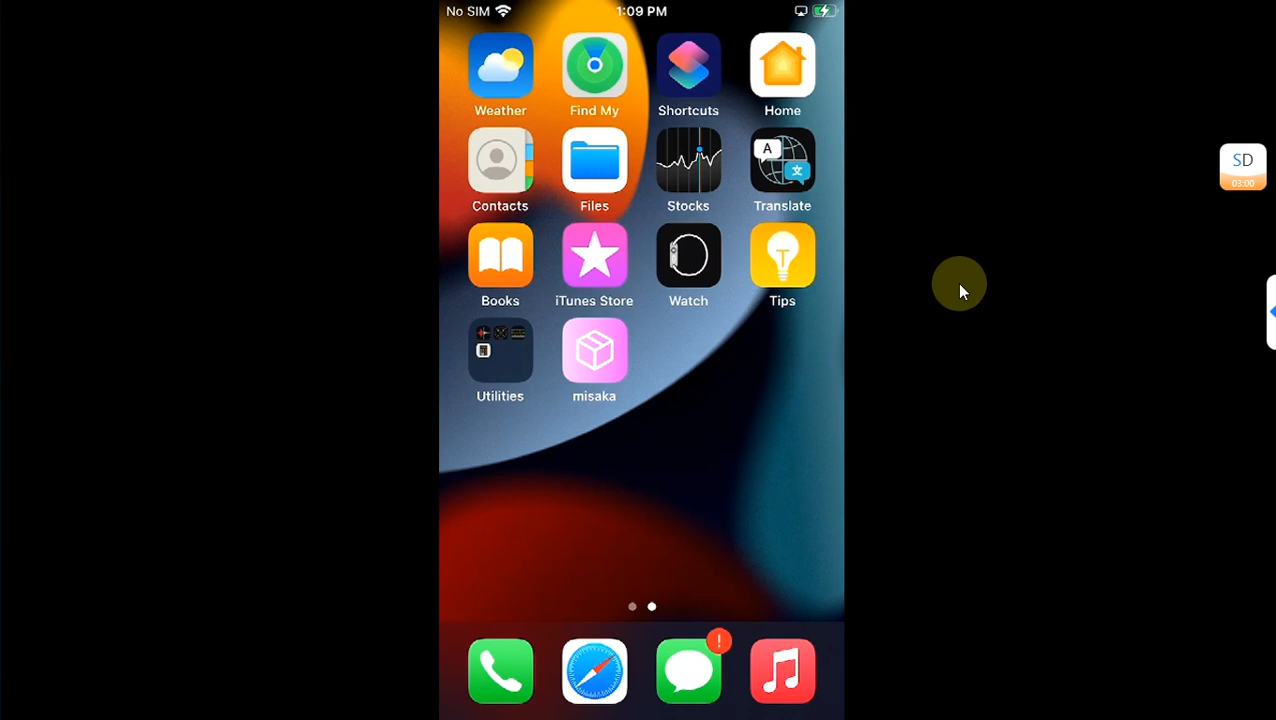 No SIM 1:09 PM
Weather Find My Shortcuts Home
A 文
Contacts Files Stocks Translate
SD
03:00
T
Books iTunes Store Watch Tips
Utilities misaka
!